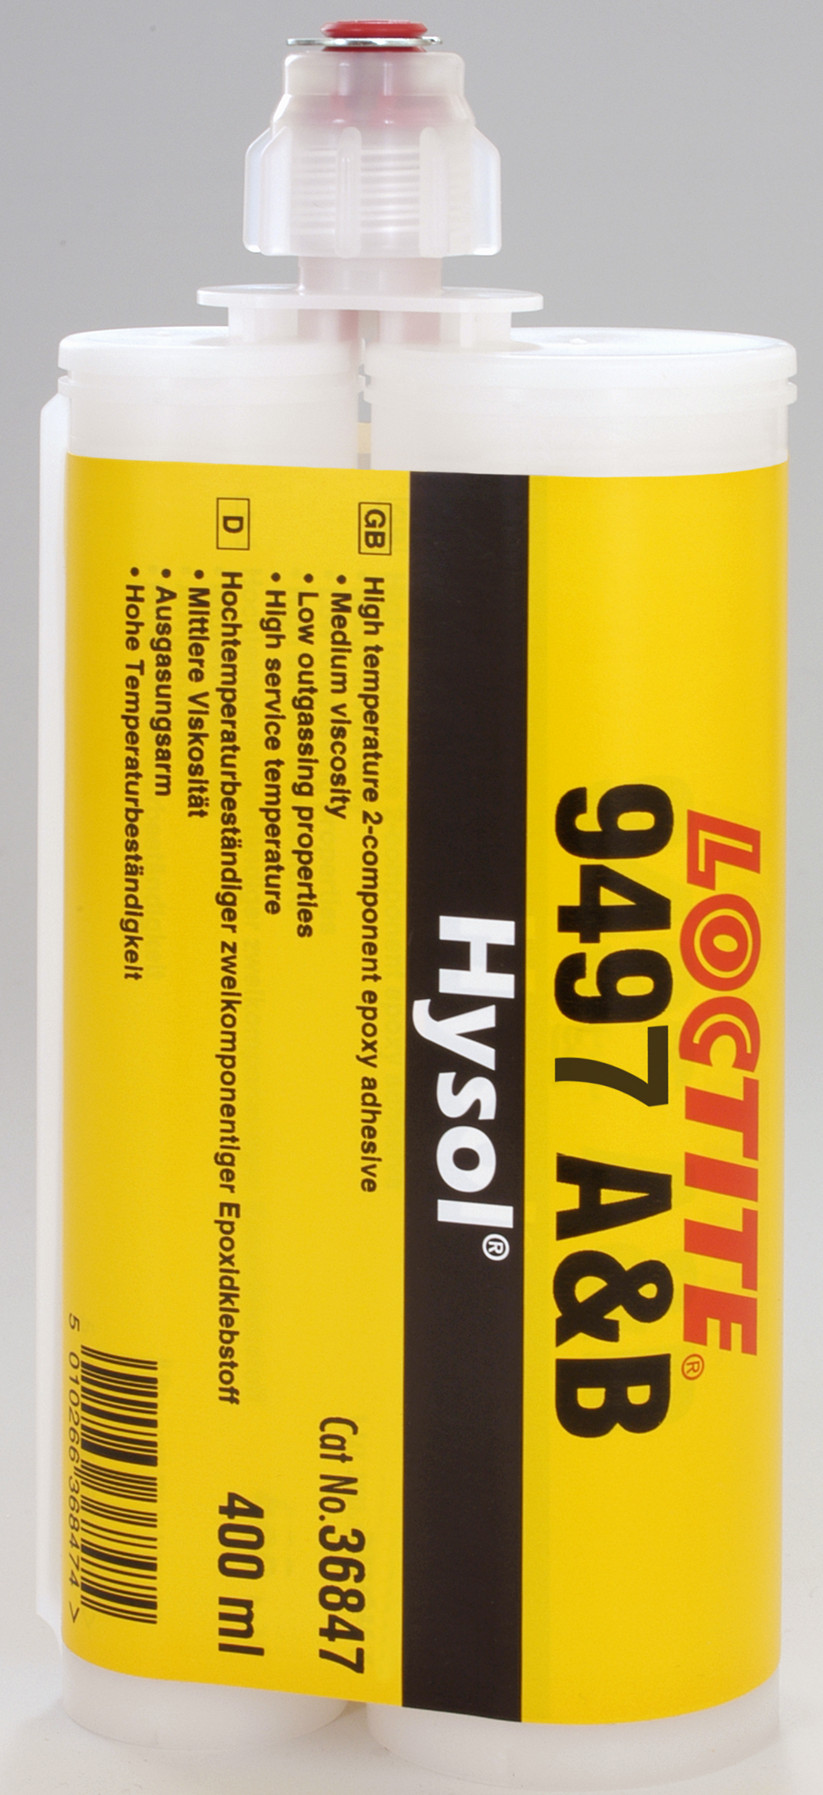 LOCTITE®
9497 A&B
Hysol®
GB High temperature 2-component epoxy adhesive
• Medium viscosity
• Low outgassing properties
• High service temperature
D Hochtemperaturbeständiger zweikomponentiger Epoxidklebstoff
• Mittlere Viskosität
• Ausgasungsarm
• Hohe Temperaturbeständigkeit
Cat No. 36847
400 ml
5 010266 368474 >